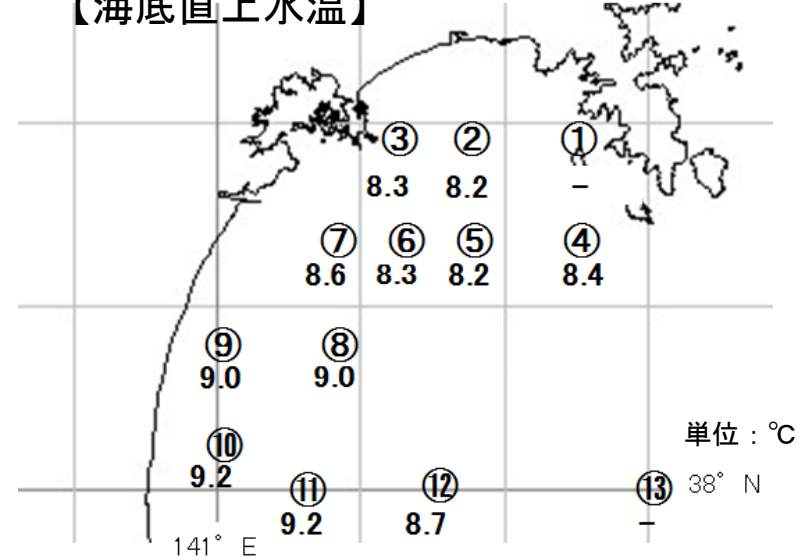 【海底直上水温】
③ ② ①
8.3 8.2 –
⑦ ⑥ ⑤ ④
8.6 8.3 8.2 8.4
⑨ ⑧
9.0 9.0
単位：℃
⑩
9.2
⑪ ⑫ ⑬ 38° N
9.2 8.7 –
141° E